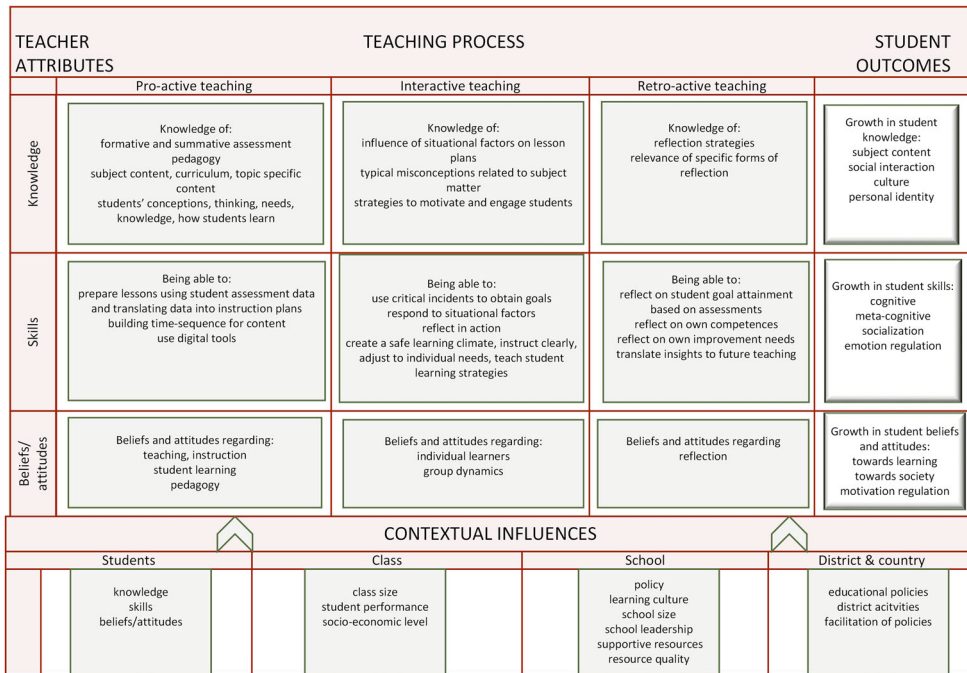 TEACHER
ATTRIBUTES
TEACHING PROCESS
STUDENT
OUTCOMES
Pro-active teaching
Interactive teaching
Retro-active teaching
Knowledge
Knowledge of:
formative and summative assessment
pedagogy
subject content, curriculum, topic specific
content
students’ conceptions, thinking, needs,
knowledge, how students learn
Knowledge of:
influence of situational factors on lesson
plans
typical misconceptions related to subject
matter
strategies to motivate and engage students
Knowledge of:
reflection strategies
relevance of specific forms of
reflection
Growth in student
knowledge:
subject content
social interaction
culture
personal identity
Skills
Being able to:
prepare lessons using student assessment data
and translating data into instruction plans
building time-sequence for content
use digital tools
Being able to:
use critical incidents to obtain goals
respond to situational factors
reflect in action
create a safe learning climate, instruct clearly,
adjust to individual needs, teach student
learning strategies
Being able to:
reflect on student goal attainment
based on assessments
reflect on own competences
reflect on own improvement needs
translate insights to future teaching
Growth in student skills:
cognitive
meta-cognitive
socialization
emotion regulation
Beliefs/
attitudes
Beliefs and attitudes regarding:
teaching, instruction
student learning
pedagogy
Beliefs and attitudes regarding:
individual learners
group dynamics
Beliefs and attitudes regarding
reflection
Growth in student beliefs
and attitudes:
towards learning
towards society
motivation regulation
CONTEXTUAL INFLUENCES
Students
Class
School
District & country
knowledge
skills
beliefs/attitudes
class size
student performance
socio-economic level
policy
learning culture
school size
school leadership
supportive resources
resource quality
educational policies
district acitvities
facilitation of policies